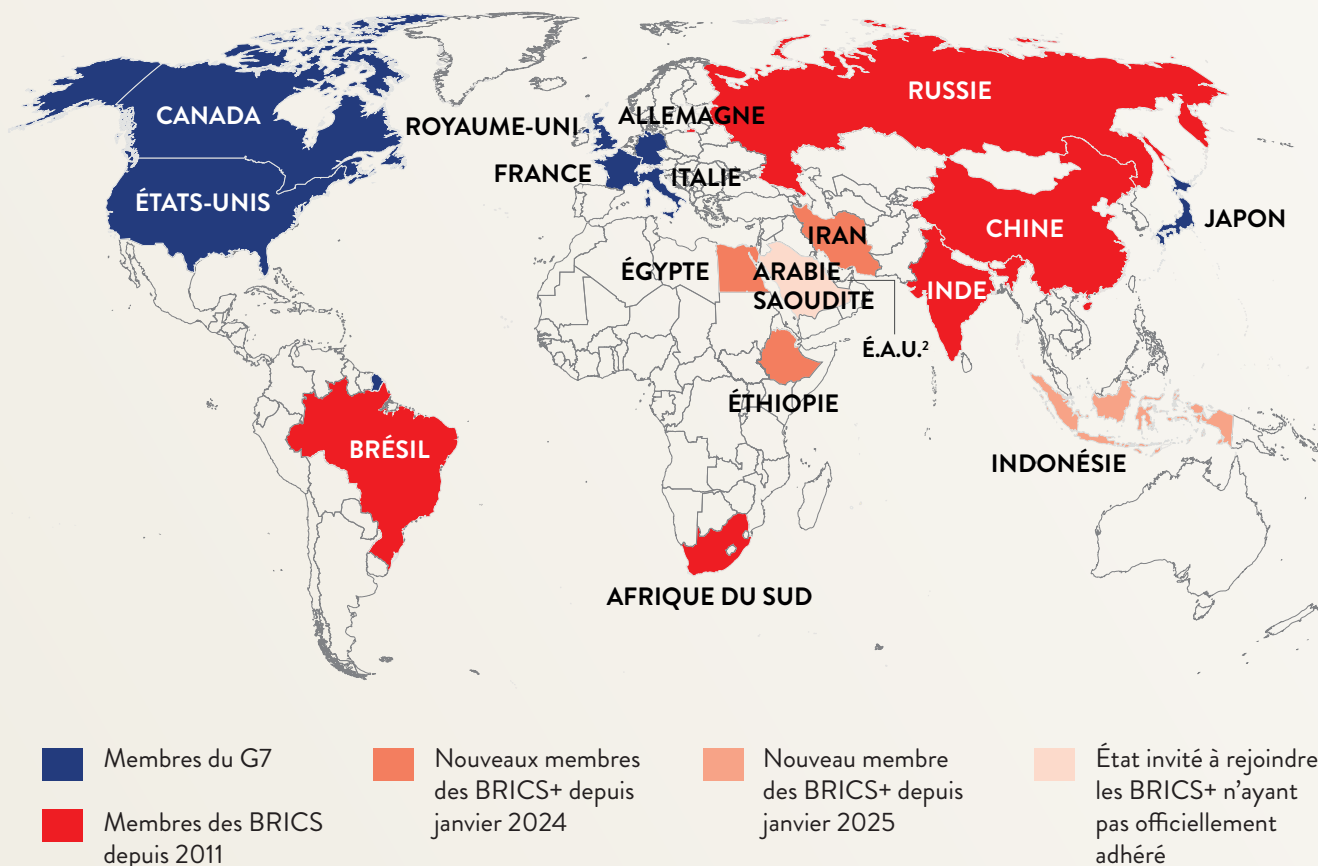 RUSSIE
CANADA
ALLEMAGNE
ROYAUME-UNI
FRANCE
ITALIE
ÉTATS-UNIS
JAPON
CHINE
IRAN
ÉGYPTE
ARABIE
SAOUDITE
INDE
É.A.U.²
ÉTHIOPIE
BRÉSIL
INDONÉSIE
AFRIQUE DU SUD
Membres du G7
Membres des BRICS
depuis 2011
Nouveaux membres
des BRICS+ depuis
janvier 2024
Nouveau membre
des BRICS+ depuis
janvier 2025
État invité à rejoindre
les BRICS+ n'ayant
pas officiellement
adhéré